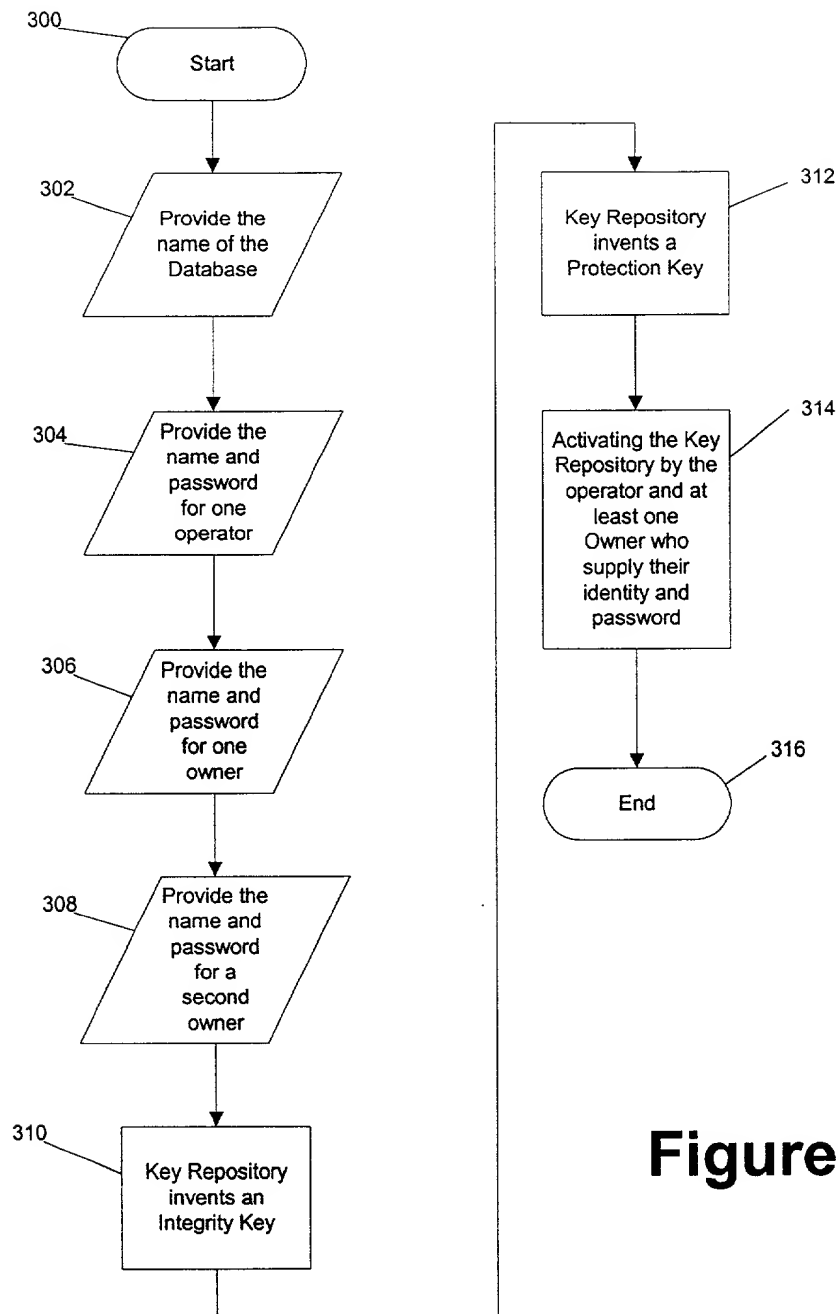 300
Start
302
Provide the
name of the
Database
304
Provide the
name and
password
for one
operator
306
Provide the
name and
password
for one
owner
308
Provide the
name and
password
for a
second
owner
310
Key Repository
invents an
Integrity Key
312
Key Repository
invents a
Protection Key
314
Activating the Key
Repository by the
operator and at
least one
Owner who
supply their
identity and
password
316
End
Figure